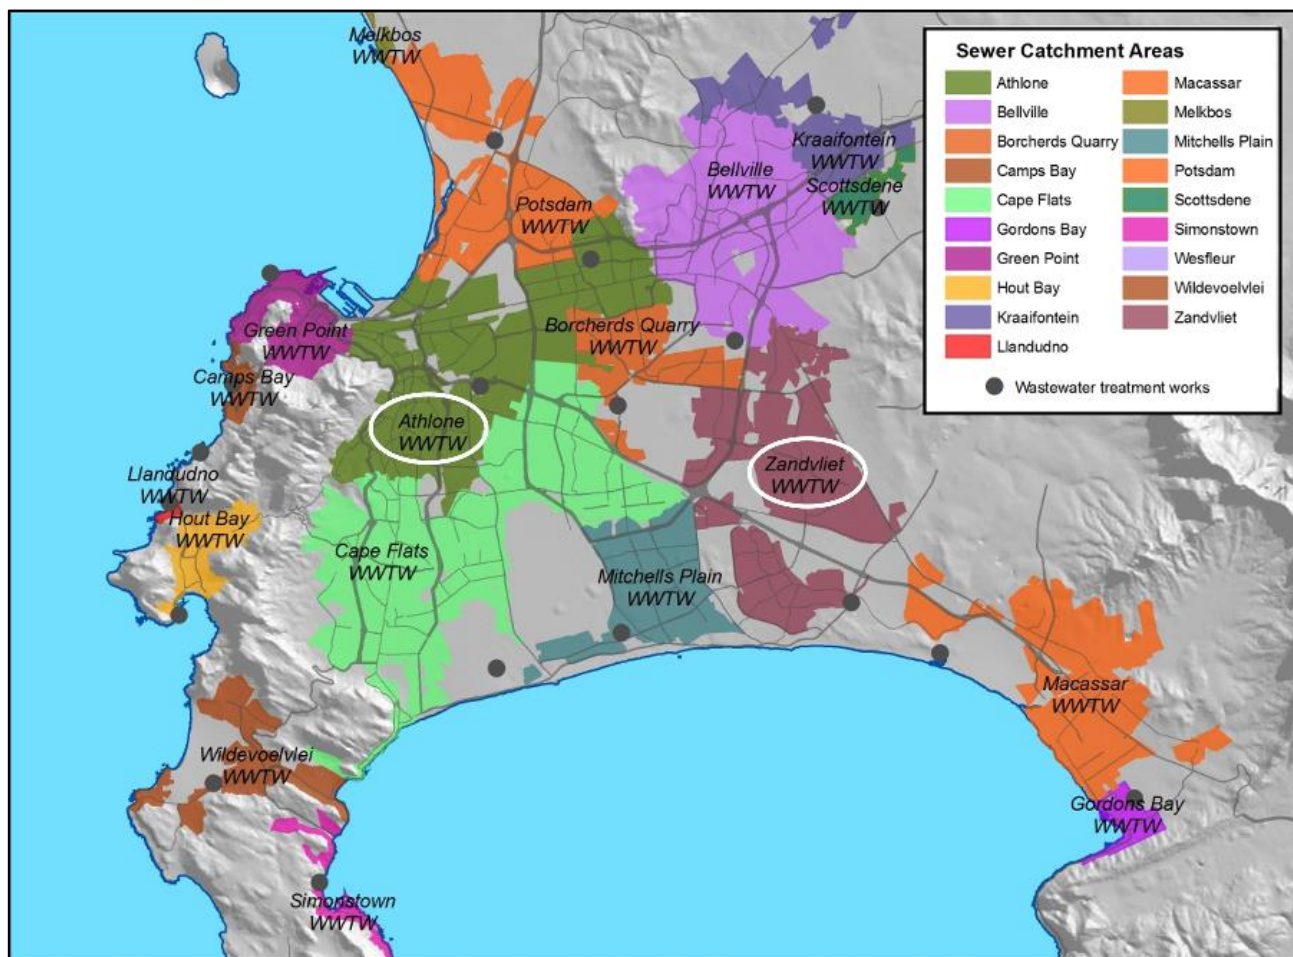 Melkbos
WWTW
Potsdam
WWTW
Bellville
WWTW
Kraaifontein
WWTW
Scottsdene
WWTW
Green Point
WWTW
Borcherds Quarry
WWTW
Camps Bay
WWTW
Athlone
WWTW
Zandvliet
WWTW
Llandudno
WWTW
Hout Bay
WWTW
Cape Flats
WWTW
Mitchells Plain
WWTW
Macassar
WWTW
Wildevoelvlei
WWTW
Gordons Bay
WWTW
Simonstown
WWTW
Sewer Catchment Areas
Athlone
Bellville
Borcherds Quarry
Camps Bay
Cape Flats
Gordons Bay
Green Point
Hout Bay
Kraaifontein
Llandudno
Macassar
Melkbos
Mitchells Plain
Potsdam
Scottsdene
Simonstown
Wesfleur
Wildevoelvlei
Zandvliet
Wastewater treatment works